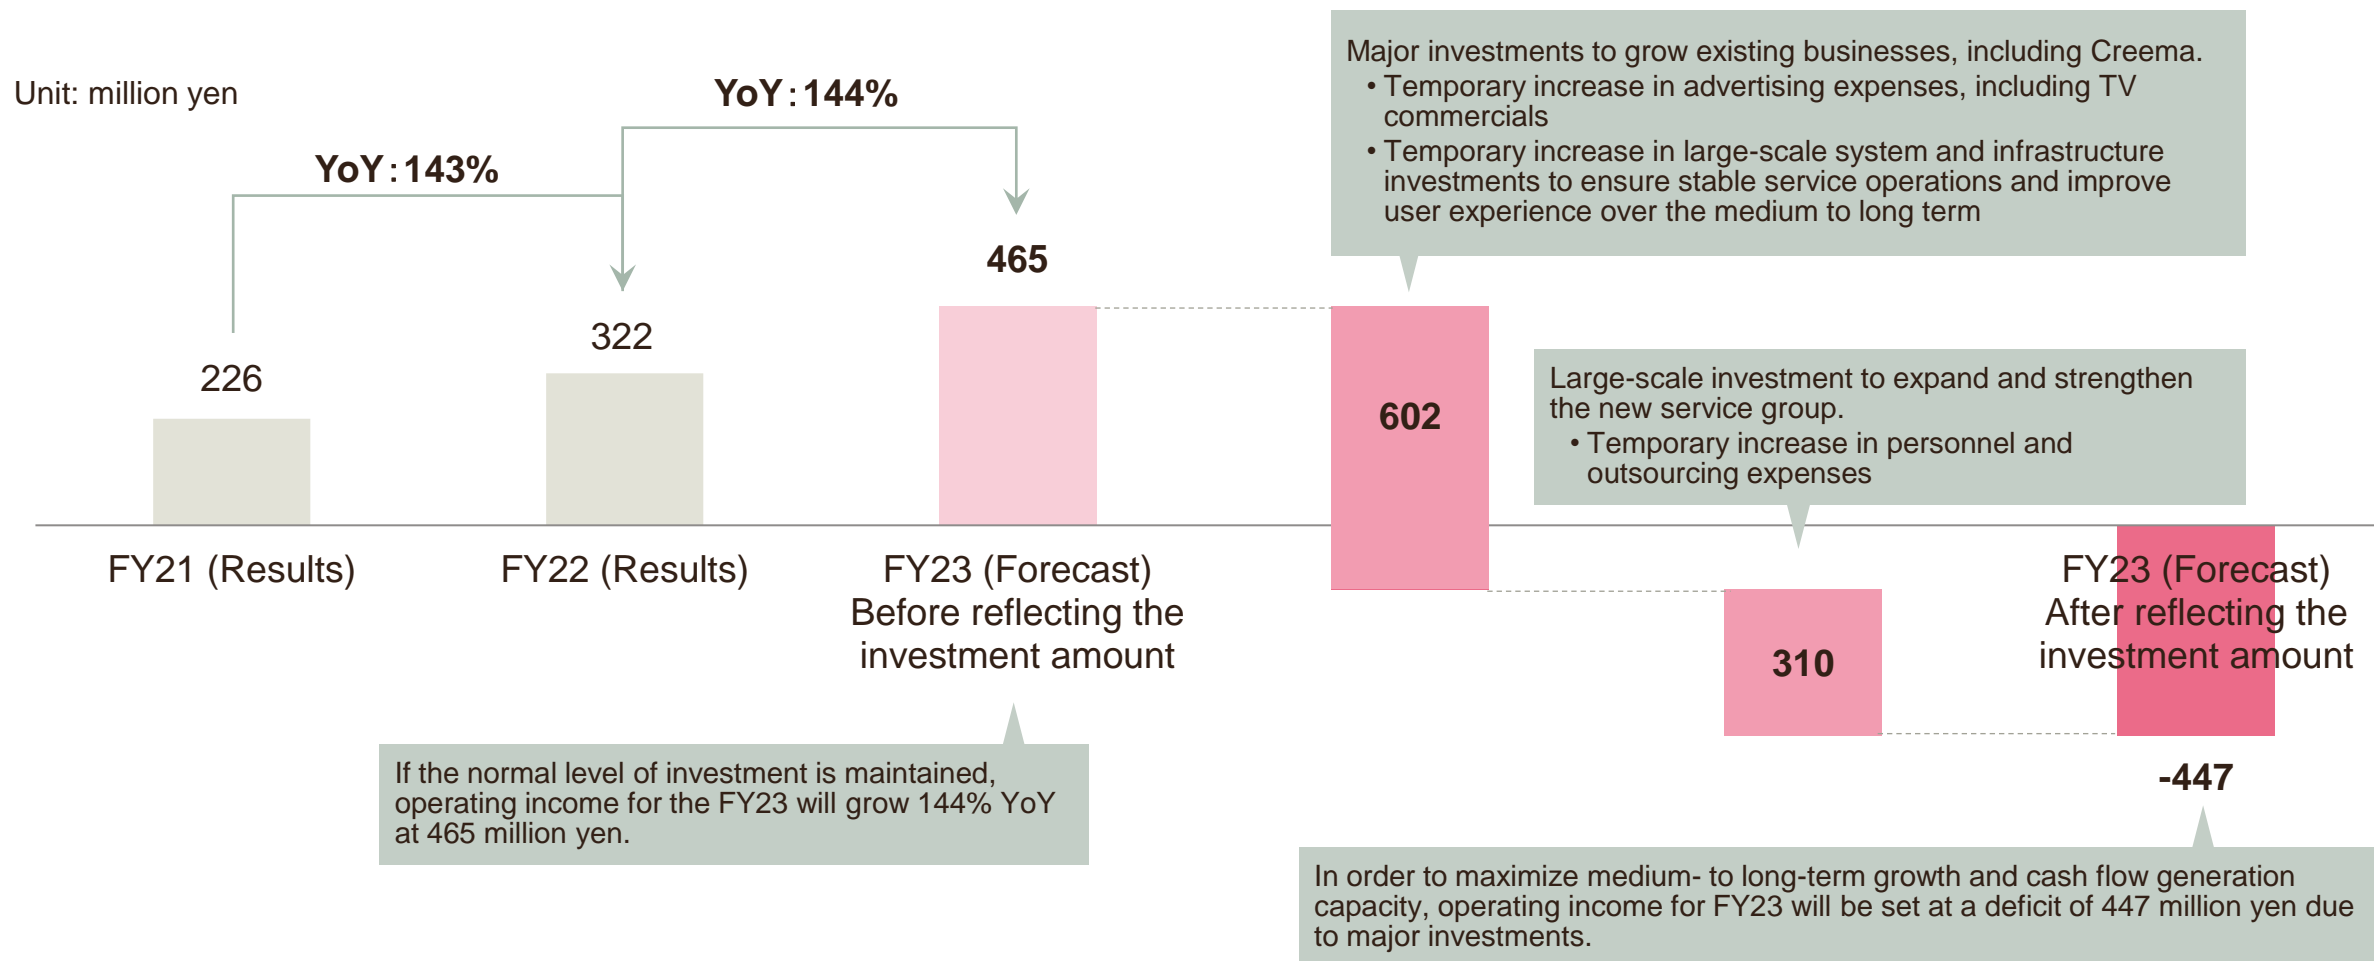 Unit: million yen
YoY:143%
YoY:144%
226
322
465
Major investments to grow existing businesses, including Creema.
• Temporary increase in advertising expenses, including TV
commercials
• Temporary increase in large-scale system and infrastructure
investments to ensure stable service operations and improve
user experience over the medium to long term
602
Large-scale investment to expand and strengthen
the new service group.
• Temporary increase in personnel and
outsourcing expenses
310
FY21 (Results)
FY22 (Results)
FY23 (Forecast)
Before reflecting the
investment amount
FY23 (Forecast)
After reflecting the
investment amount
-447
If the normal level of investment is maintained,
operating income for the FY23 will grow 144% YoY
at 465 million yen.
In order to maximize medium- to long-term growth and cash flow generation
capacity, operating income for FY23 will be set at a deficit of 447 million yen due
to major investments.